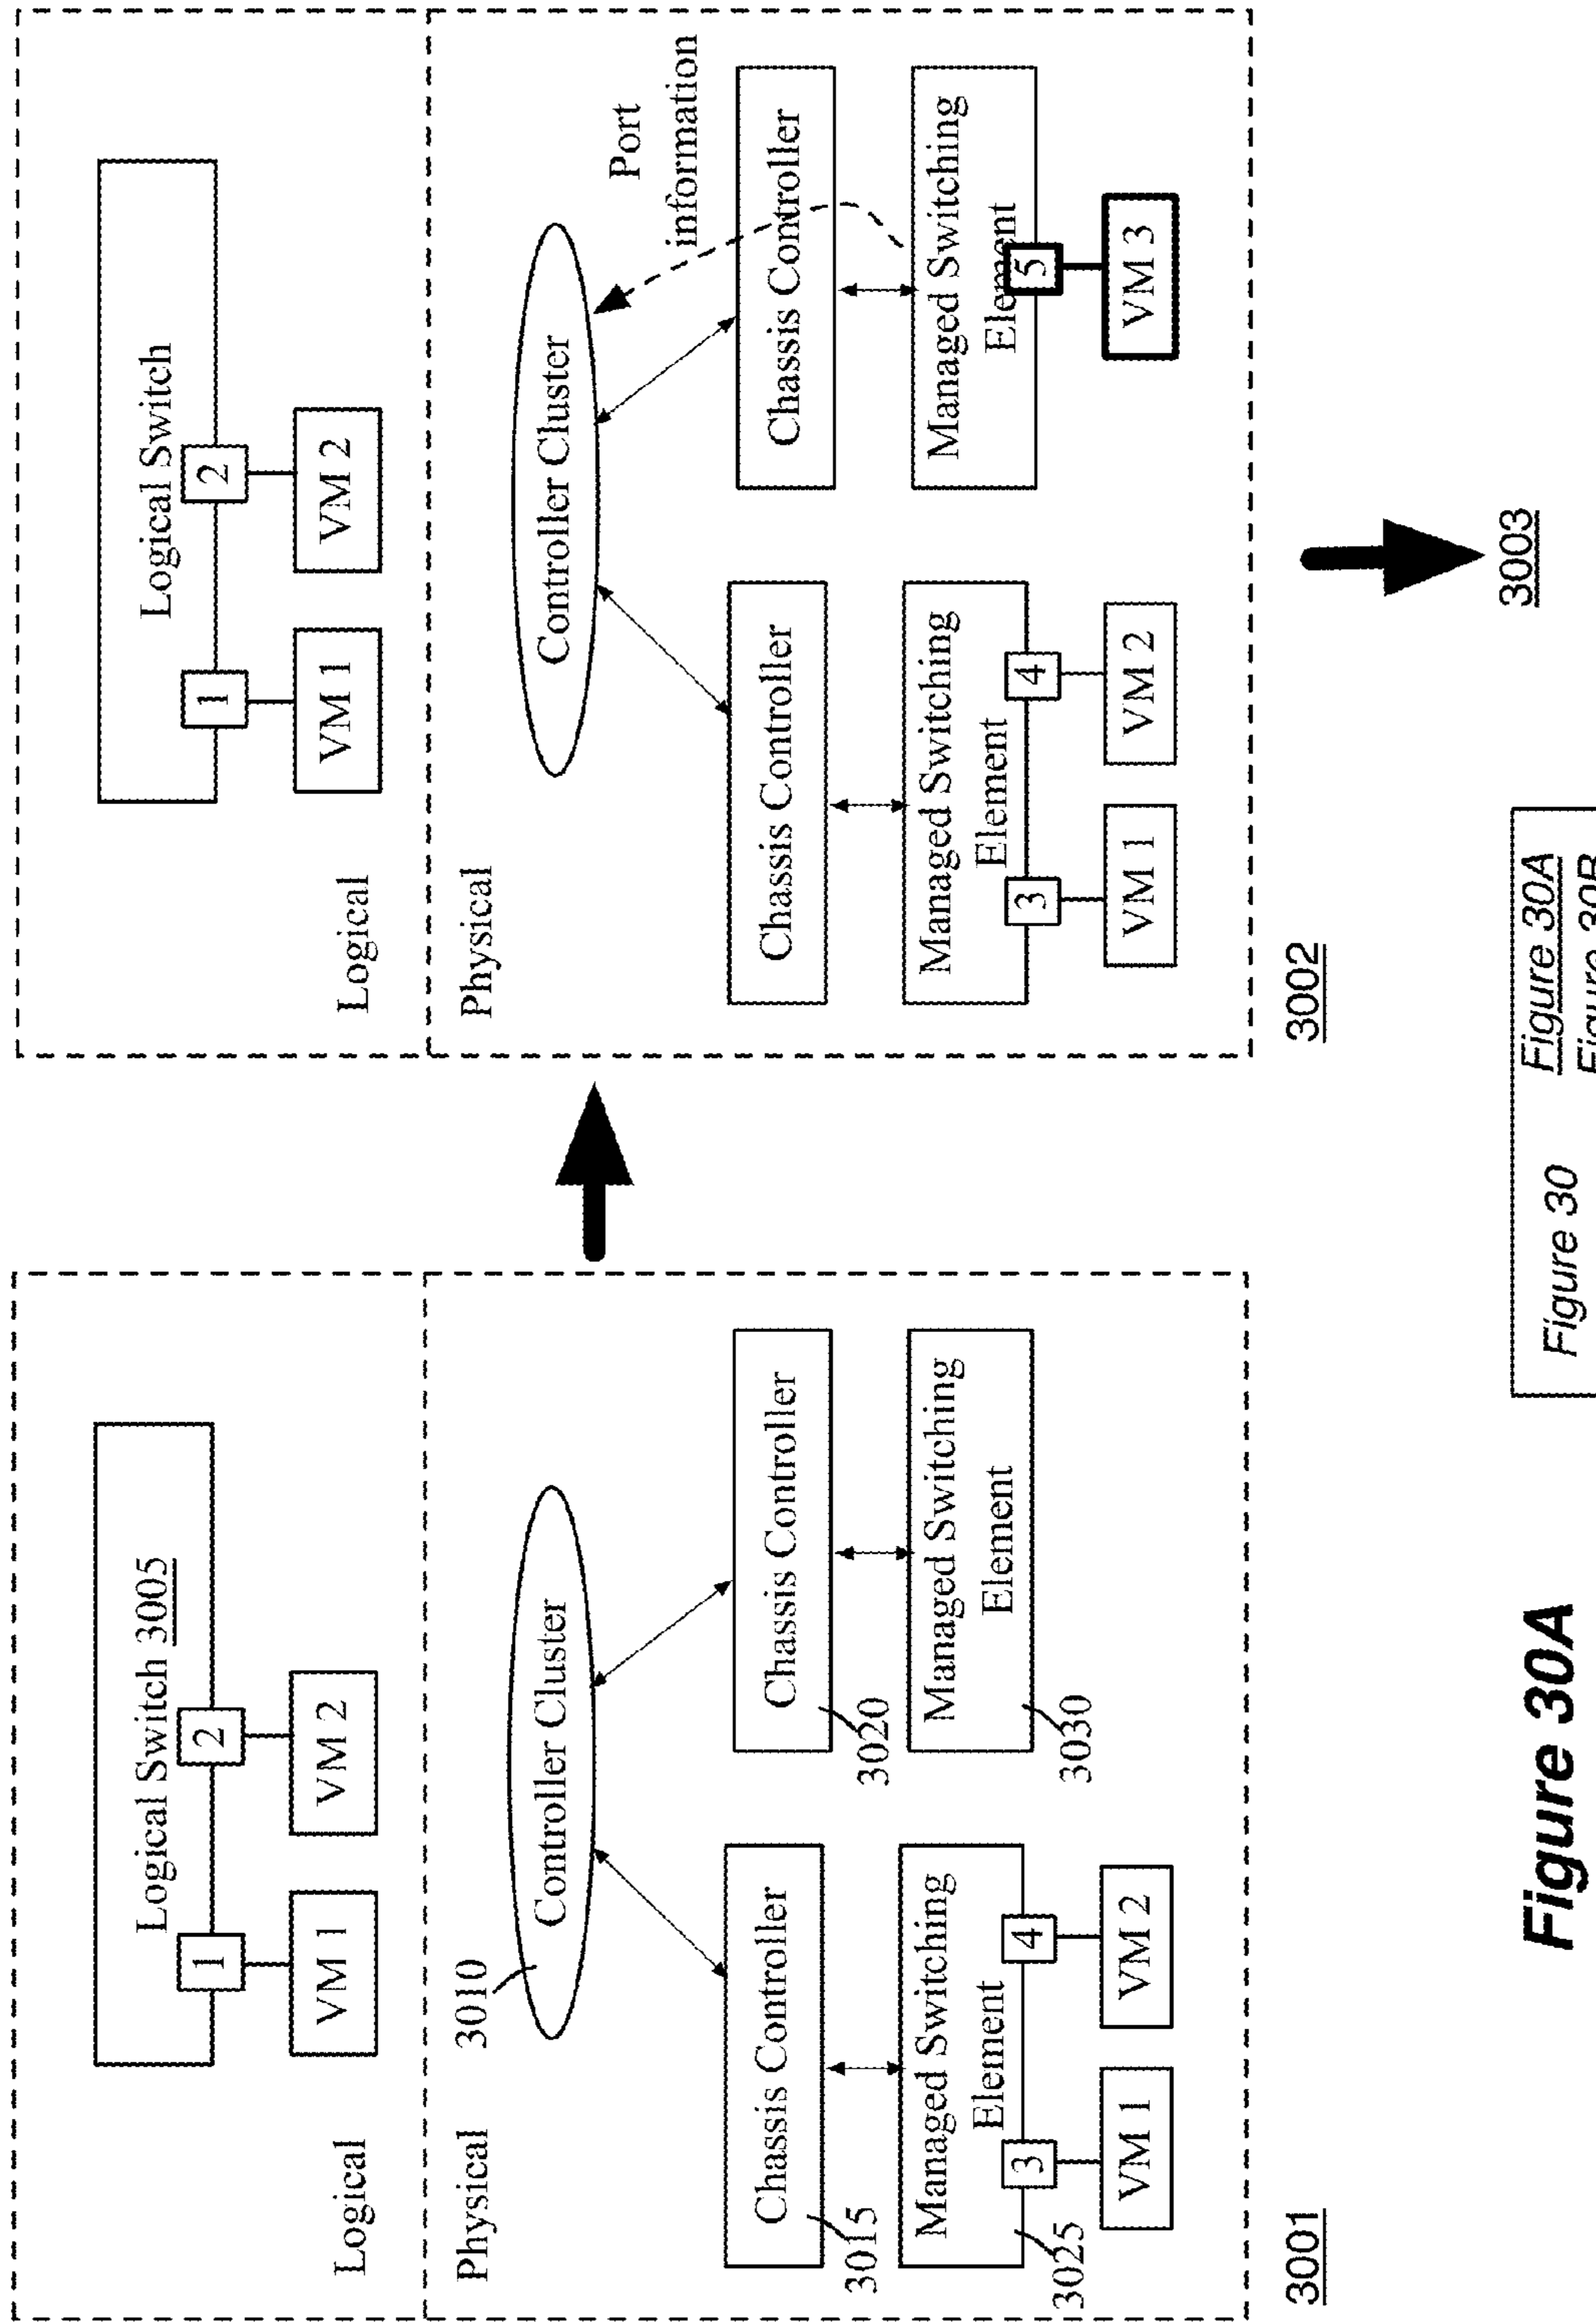 Logical Switch 3005
1
2
VM 1
VM 2
Logical
Physical
3010
Controller Cluster
Chassis Controller
3015
Chassis Controller
3020
Managed Switching
Element
3025
3
4
VM 1
VM 2
Managed Switching
Element
3030
3001
Logical Switch
1
2
VM 1
VM 2
Logical
Physical
Controller Cluster
Port
information
Chassis Controller
Chassis Controller
Managed Switching
Element
3
4
VM 1
VM 2
Managed Switching
Element
5
VM 3
3002
3003
Figure 30A
Figure 30
Figure 30A
Figure 30B